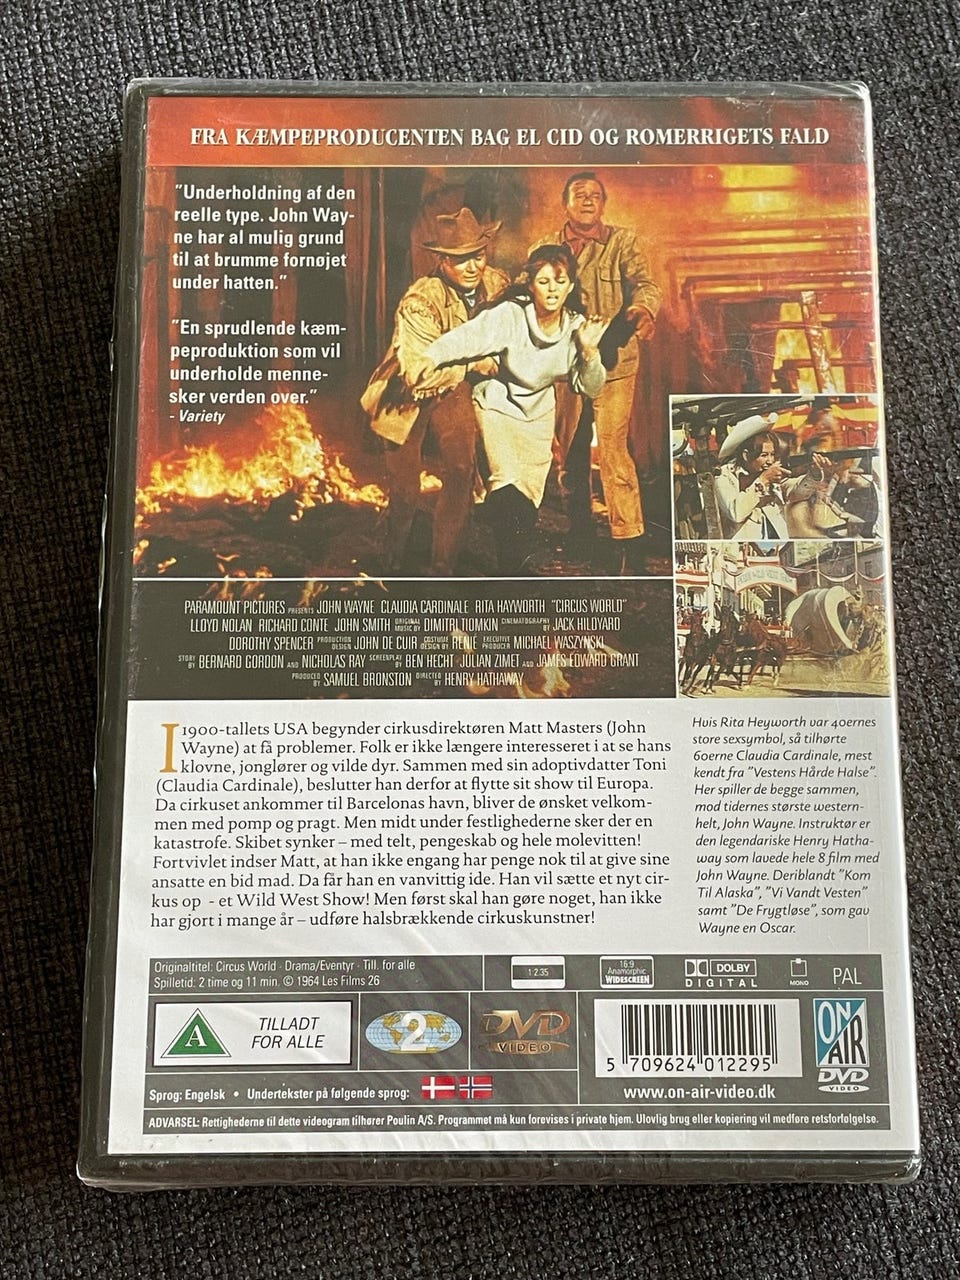 FRA KÆMPEPRODUCENTEN BAG EL CID OG ROMERRIGETS FALD
"Underholdning af den
reelle type. John Way-
ne har al mulig grund
til at brumme fornøjet
under hatten."
"En sprudlende kæm-
peproduktion som vil
underholde menne-
sker verden over."
- Variety
PARAMOUNT PICTURES PRESENTS JOHN WAYNE CLAUDIA CARDINALE RITA HAYWORTH "CIRCUS WORLD"
LLOYD NOLAN RICHARD CONTE JOHN SMITH ORIGINAL MUSIC BY DIMITRI TIOMKIN CINEMATOGRAPHY BY JACK HILDYARD
DOROTHY SPENCER PRODUCTION DESIGN JOHN DE CUIR COSTUME DESIGN BY RENIE EXECUTIVE PRODUCER MICHAEL WASZYNSKI
STORY BY BERNARD GORDON AND NICHOLAS RAY SCREENPLAY BY BEN HECHT JULIAN ZIMET AND JAMES EDWARD GRANT
PRODUCED BY SAMUEL BRONSTON DIRECTED BY HENRY HATHAWAY
I 1900-tallets USA begynder cirkusdirektøren Matt Masters (John
Wayne) at få problemer. Folk er ikke længere interesseret i at se hans
klovne, jonglører og vilde dyr. Sammen med sin adoptivdatter Toni
(Claudia Cardinale), beslutter han derfor at flytte sit show til Europa.
Da cirkuset ankommer til Barcelonas havn, bliver de ønsket velkom-
men med pomp og pragt. Men midt under festlighederne sker der en
katastrofe. Skibet synker – med telt, pengeskab og hele molevitten!
Fortvivlet indser Matt, at han ikke engang har penge nok til at give sine
ansatte en bid mad. Da får han en vanvittig ide. Han vil sætte et nyt cir-
kus op - et Wild West Show! Men først skal han gøre noget, han ikke
har gjort i mange år – udføre halsbrækkende cirkuskunstner!
Hvis Rita Heyworth var 40ernes
store sexsymbol, så tilhørte
60erne Claudia Cardinale, mest
kendt fra "Vestens Hårde Halse".
Her spiller de begge sammen,
mod tidernes største western-
helt, John Wayne. Instruktør er
den legendariske Henry Hatha-
way som lavede hele 8 film med
John Wayne. Deriblandt "Kom
Til Alaska", "Vi Vandt Vesten"
samt "De Frygtløse", som gav
Wayne en Oscar.
Originaltitel: Circus World · Drama/Eventyr · Till. for alle
Spilletid: 2 time og 11 min. © 1964 Les Films 26
1:2.35
16:9
Anamorphic
WIDESCREEN
DOLBY
DIGITAL
MONO
PAL
A
TILLADT
FOR ALLE
2
DVD
VIDEO
5 709624 012295
ON
AIR
DVD
VIDEO
Sprog: Engelsk • Undertekster på følgende sprog:
www.on-air-video.dk
ADVARSEL: Rettighederne til dette videogram tilhører Poulin A/S. Programmet må kun forevises i private hjem. Ulovlig brug eller kopiering vil medføre retsforfølgelse.